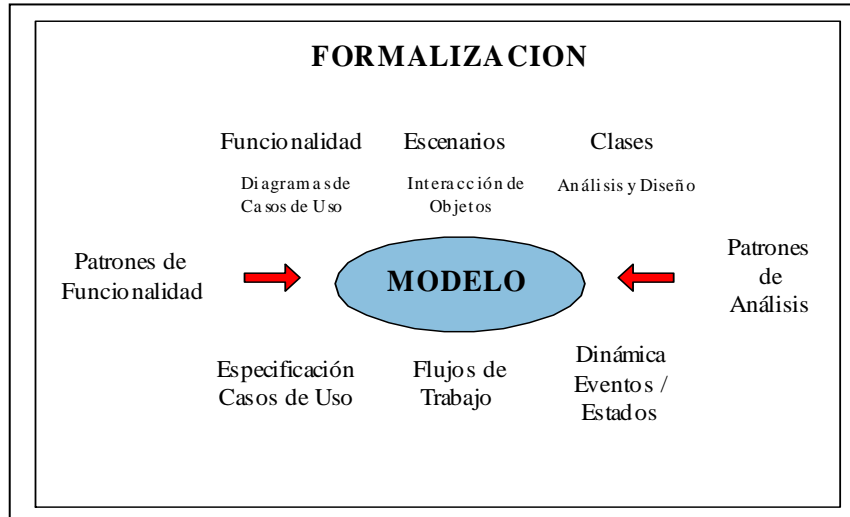 FORMALIZACION
Funcionalidad
Escenarios
Clases
Diagramas de
Casos de Uso
Interacción de
Objetos
Análisis y Diseño
Patrones de
Funcionalidad
MODELO
Patrones
de
Análisis
Especificación
Casos de Uso
Flujos de
Trabajo
Dinámica
Eventos /
Estados